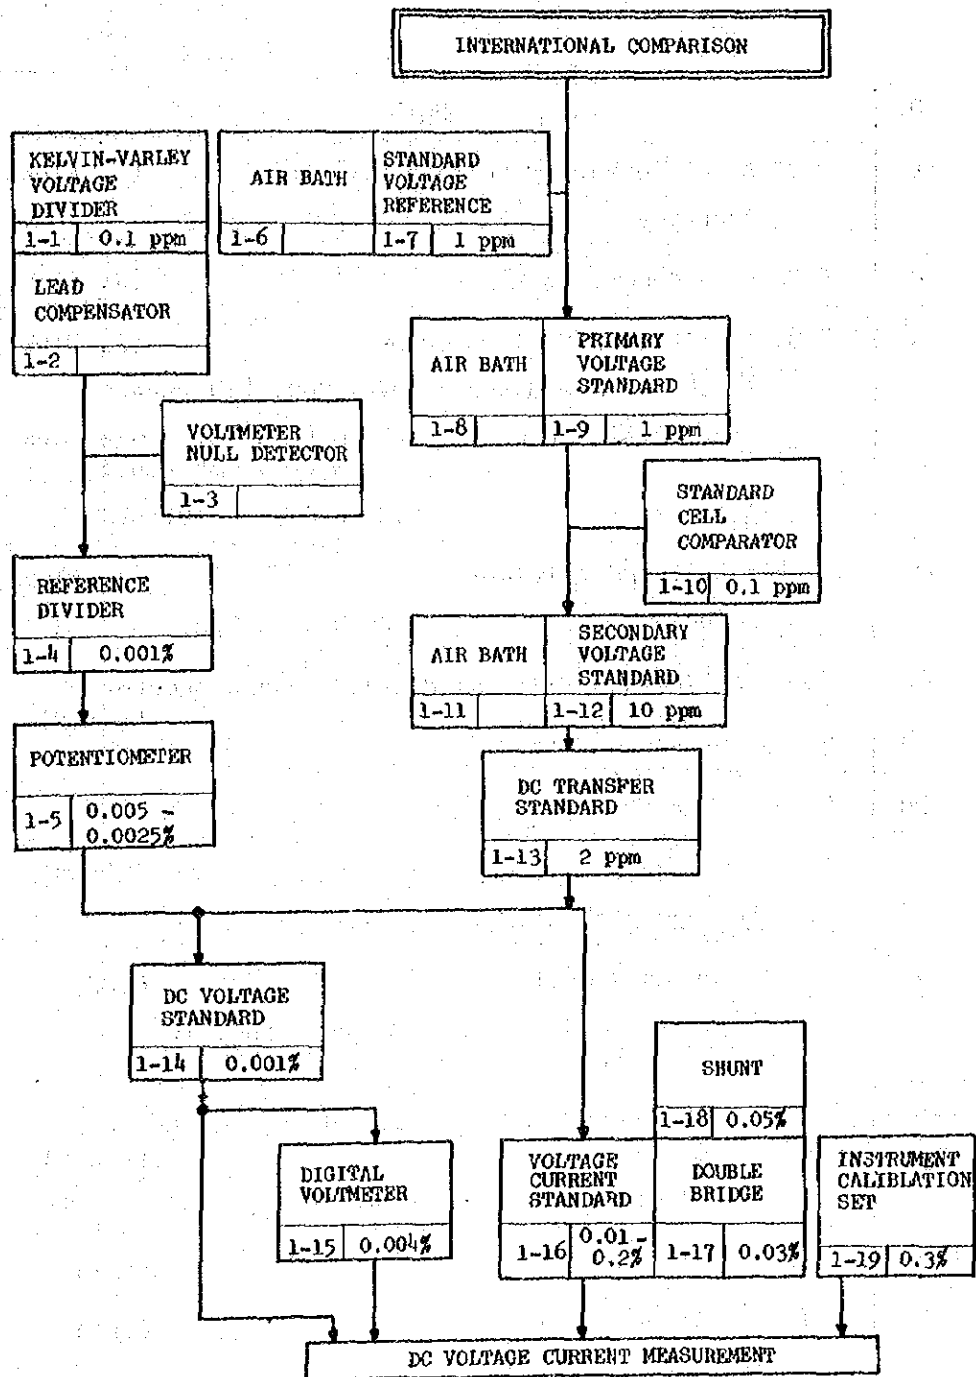 INTERNATIONAL COMPARISON
KELVIN-VARLEY
VOLTAGE
DIVIDER
1-1 0.1 ppm
LEAD
COMPENSATOR
1-2
AIR BATH
1-6
STANDARD
VOLTAGE
REFERENCE
1-7 1 ppm
AIR BATH
1-8
PRIMARY
VOLTAGE
STANDARD
1-9 1 ppm
VOLTMETER
NULL DETECTOR
1-3
STANDARD
CELL
COMPARATOR
1-10 0.1 ppm
REFERENCE
DIVIDER
1-4 0.001%
AIR BATH
1-11
SECONDARY
VOLTAGE
STANDARD
1-12 10 ppm
POTENTIOMETER
1-5 0.005 -
0.0025%
DC TRANSFER
STANDARD
1-13 2 ppm
DC VOLTAGE
STANDARD
1-14 0.001%
SHUNT
1-18 0.05%
DIGITAL
VOLTMETER
1-15 0.004%
VOLTAGE
CURRENT
STANDARD
1-16 0.01 -
0.2%
DOUBLE
BRIDGE
1-17 0.03%
INSTRUMENT
CALIBLATION
SET
1-19 0.3%
DC VOLTAGE CURRENT MEASUREMENT